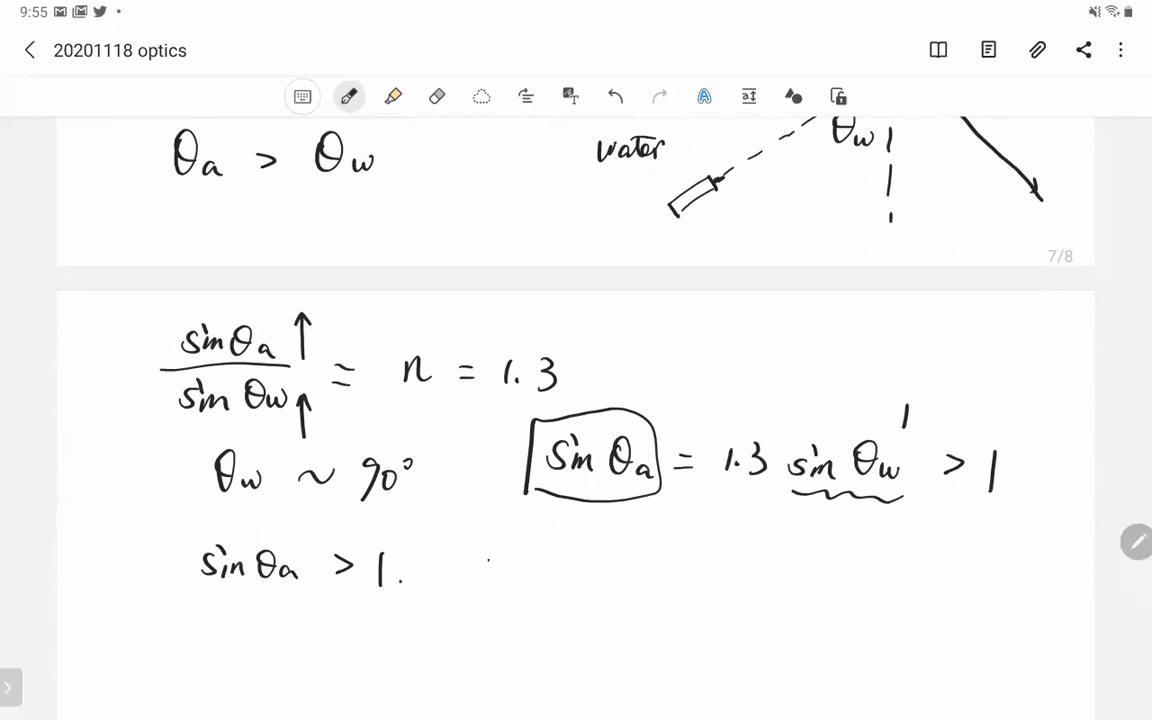 9:55
20201118 optics
θw
water
θa > θw
7/8
sin θa ↑ / sin θw ↑ = n = 1.3
sin θa = 1.3 sin θw > 1
1
θw ~ 90°
sin θa > 1.